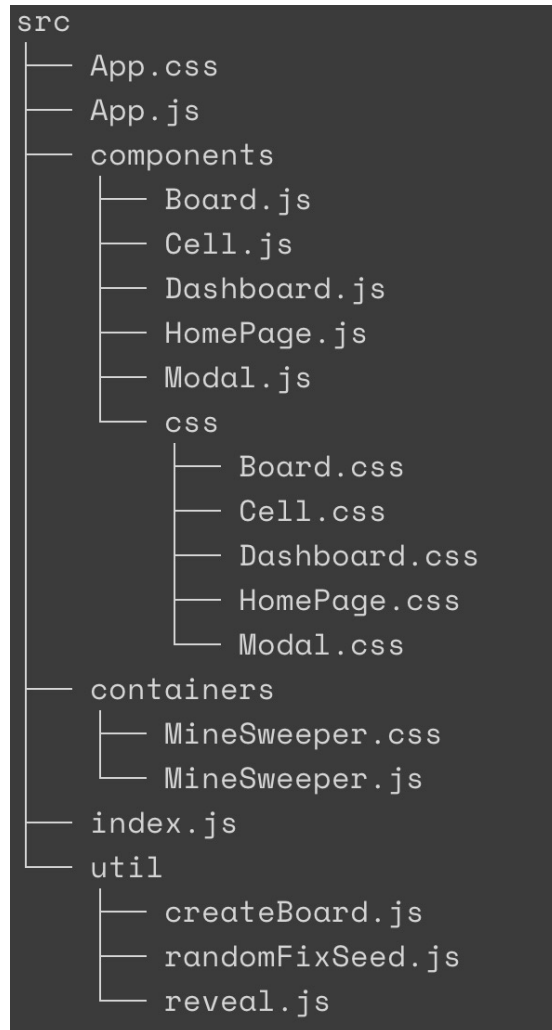 src
App.css
App.js
components
Board.js
Cell.js
Dashboard.js
HomePage.js
Modal.js
css
Board.css
Cell.css
Dashboard.css
HomePage.css
Modal.css
containers
MineSweeper.css
MineSweeper.js
index.js
util
createBoard.js
randomFixSeed.js
reveal.js